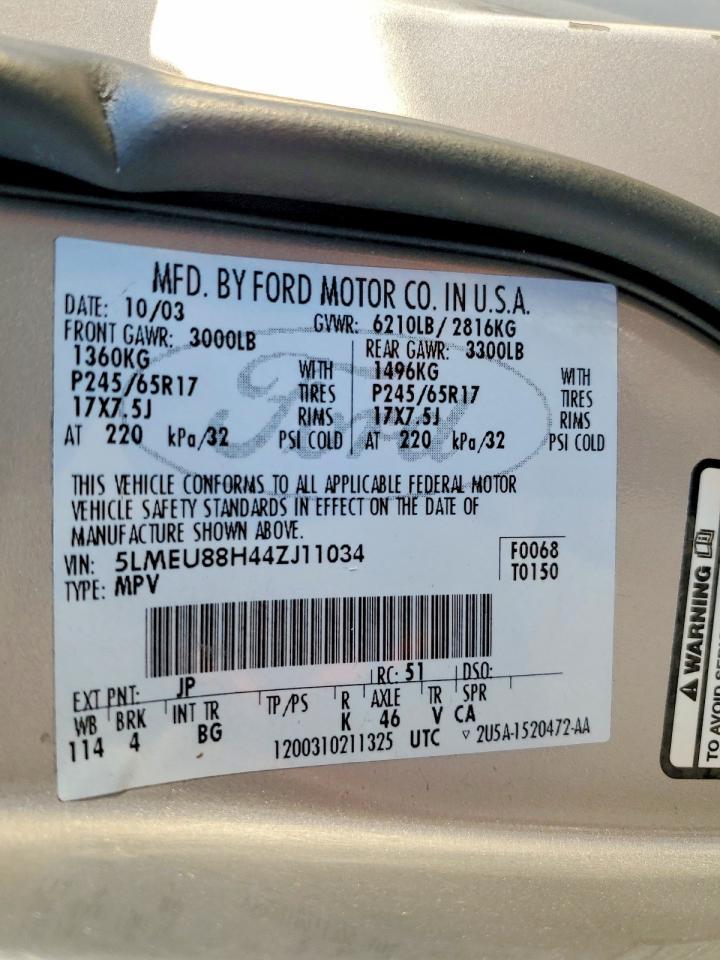 MFD. BY FORD MOTOR CO. IN U.S.A.
DATE: 10/03 GVWR: 6210LB/ 2816KG
FRONT GAWR: 3000LB REAR GAWR: 3300LB
1360KG WITH 1496KG WITH
P245/65R17 TIRES P245/65R17 TIRES
17X7.5J RIMS 17X7.5J RIMS
AT 220 kPa/32 PSI COLD AT 220 kPa/32 PSI COLD
Ford
THIS VEHICLE CONFORMS TO ALL APPLICABLE FEDERAL MOTOR
VEHICLE SAFETY STANDARDS IN EFFECT ON THE DATE OF
MANUFACTURE SHOWN ABOVE.
VIN: 5LMEU88H44ZJ11034 F0068
TYPE: MPV T0150
EXT PNT: JP RC: 51 DSO:
WB BRK INT TR TP/PS R AXLE TR SPR
114 4 BG K 46 V CA
1200310211325 UTC ▽ 2U5A-1520472-AA
WARNING
TO AVOID